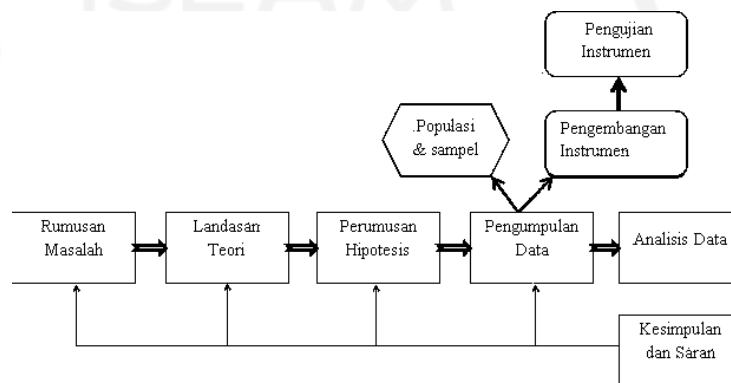 Pengujian
Instrumen
.Populasi
& sampel
Pengembangan
Instrumen
Rumusan
Masalah
Landasan
Teori
Perumusan
Hipotesis
Pengumpulan
Data
Analisis Data
Kesimpulan
dan Saran